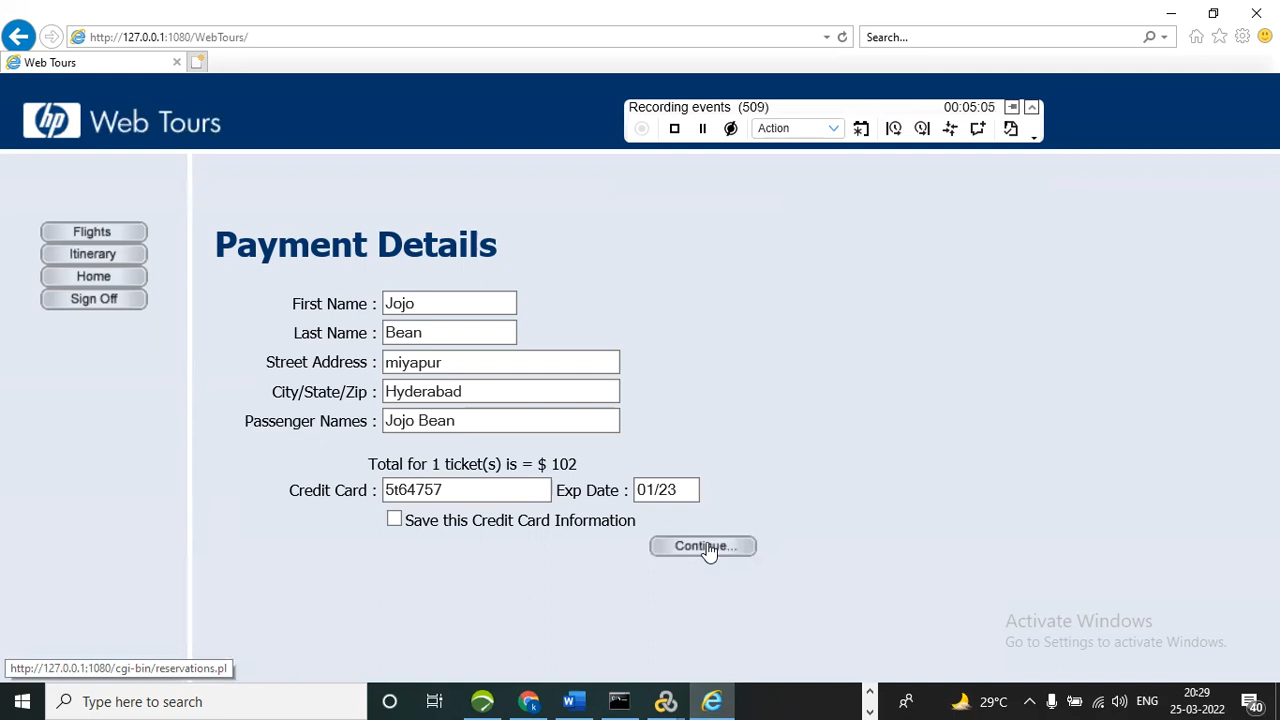 http://127.0.0.1:1080/WebTours/
Search...
Web Tours
hp Web Tours
Recording events (509) 00:05:05
Action
Flights
Itinerary
Home
Sign Off
Payment Details
First Name : Jojo
Last Name : Bean
Street Address : miyapur
City/State/Zip : Hyderabad
Passenger Names : Jojo Bean
Total for 1 ticket(s) is = $ 102
Credit Card : 5t64757 Exp Date : 01/23
Save this Credit Card Information
Continue...
Activate Windows
Go to Settings to activate Windows.
http://127.0.0.1:1080/cgi-bin/reservations.pl
Type here to search
29°C
ENG
20:29
25-03-2022
40